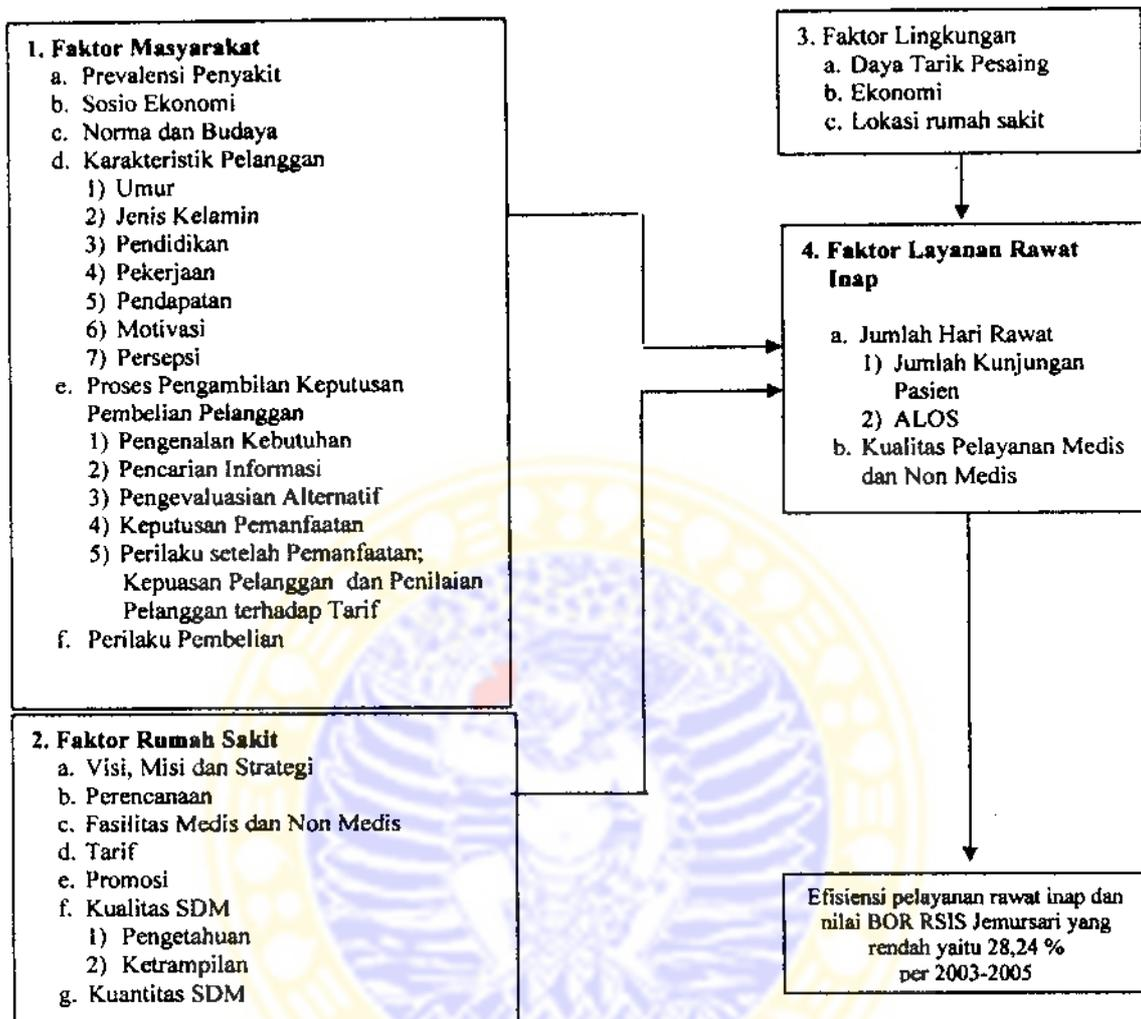 1. Faktor Masyarakat
a. Prevalensi Penyakit
b. Sosio Ekonomi
c. Norma dan Budaya
d. Karakteristik Pelanggan
1) Umur
2) Jenis Kelamin
3) Pendidikan
4) Pekerjaan
5) Pendapatan
6) Motivasi
7) Persepsi
e. Proses Pengambilan Keputusan
Pembelian Pelanggan
1) Pengenalan Kebutuhan
2) Pencarian Informasi
3) Pengevaluasian Alternatif
4) Keputusan Pemanfaatan
5) Perilaku setelah Pemanfaatan;
Kepuasan Pelanggan dan Penilaian
Pelanggan terhadap Tarif
f. Perilaku Pembelian
2. Faktor Rumah Sakit
a. Visi, Misi dan Strategi
b. Perencanaan
c. Fasilitas Medis dan Non Medis
d. Tarif
e. Promosi
f. Kualitas SDM
1) Pengetahuan
2) Ketrampilan
g. Kuantitas SDM
3. Faktor Lingkungan
a. Daya Tarik Pesaing
b. Ekonomi
c. Lokasi rumah sakit
4. Faktor Layanan Rawat
Inap
a. Jumlah Hari Rawat
1) Jumlah Kunjungan
Pasien
2) ALOS
b. Kualitas Pelayanan Medis
dan Non Medis
Efisiensi pelayanan rawat inap dan
nilai BOR RSIS Jemursari yang
rendah yaitu 28,24 %
per 2003-2005